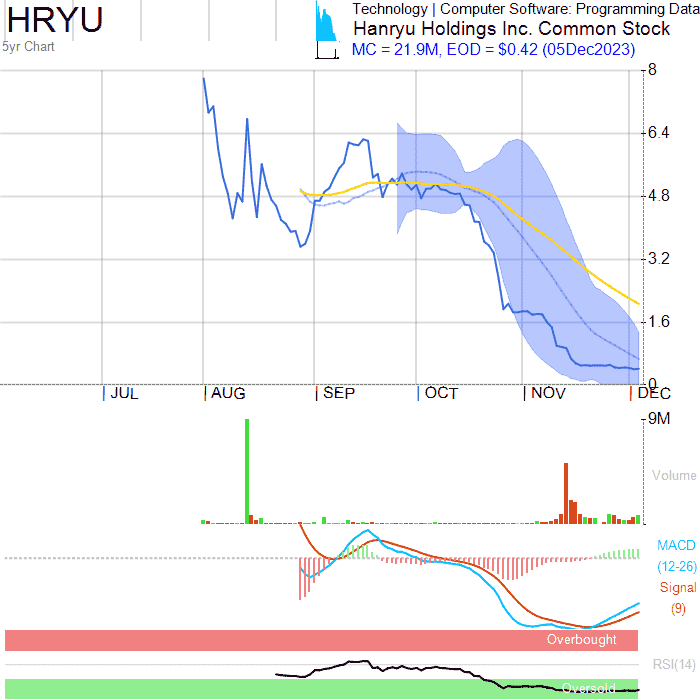 HRYU
5yr Chart
Technology | Computer Software: Programming Data
Hanryu Holdings Inc. Common Stock
MC = 21.9M, EOD = $0.42 (05Dec2023)
8
6.4
4.8
3.2
1.6
0
JUL AUG SEP OCT NOV DEC
9M
Volume
MACD
(12-26)
Signal
(9)
Overbought
RSI(14)
Oversold